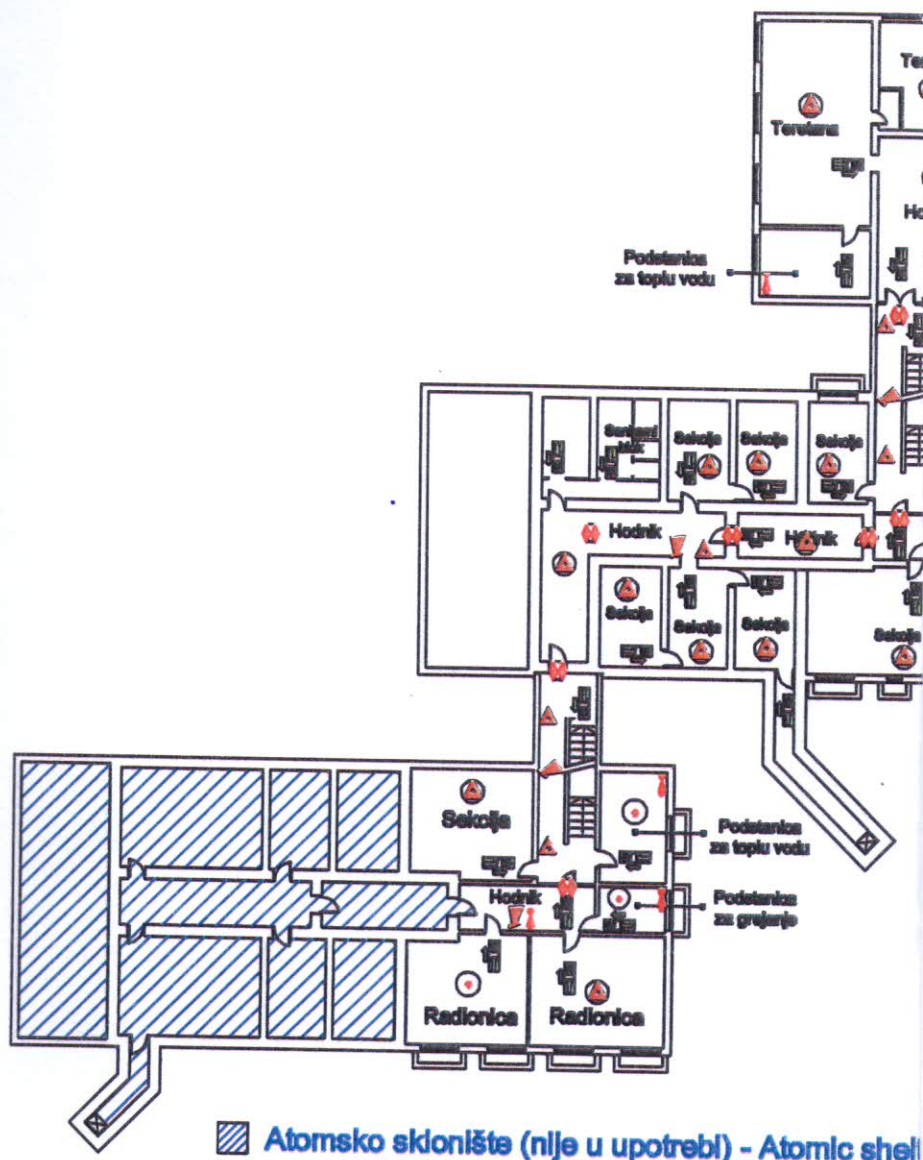 Teretana
Podstanica
za toplu vodu
Sekcija
Sekcija
Sekcija
Hodnik
Hodnik
Sekcija
Sekcija
Sekcija
Sekcija
Sekcija
Podstanica
za toplu vodu
Hodnik
Podstanica
za grejanje
Radionica
Radionica
Atomsko sklonište (nije u upotrebi) - Atomic shel